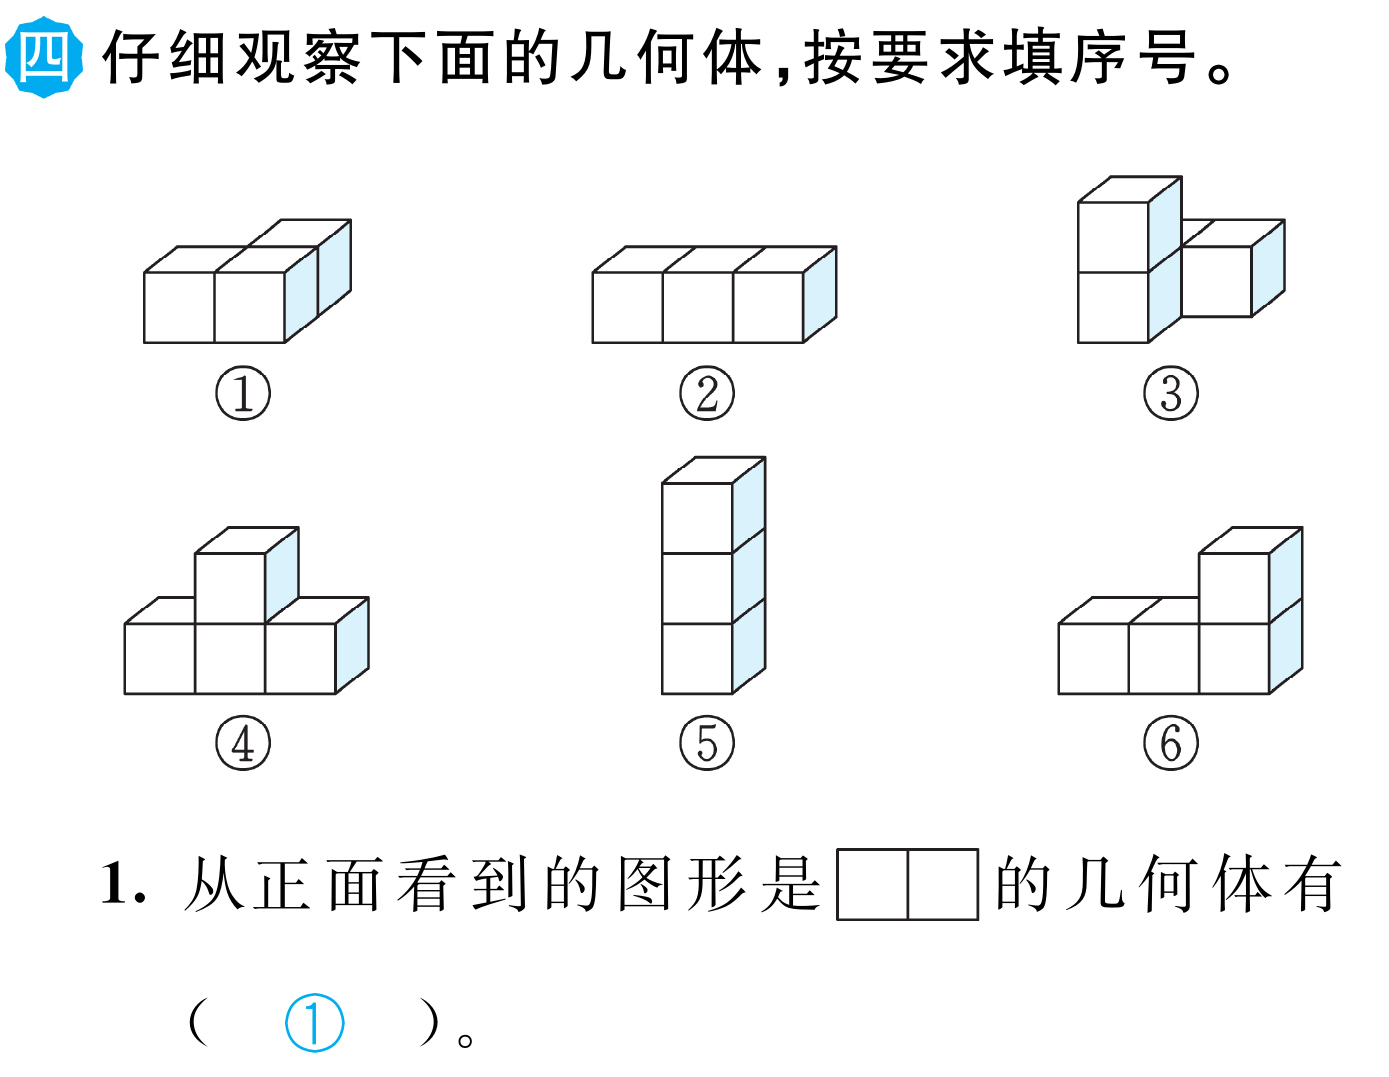 四 仔细观察下面的几何体,按要求填序号。
① ② ③
④ ⑤ ⑥
1. 从正面看到的图形是 的几何体有
( ① )。